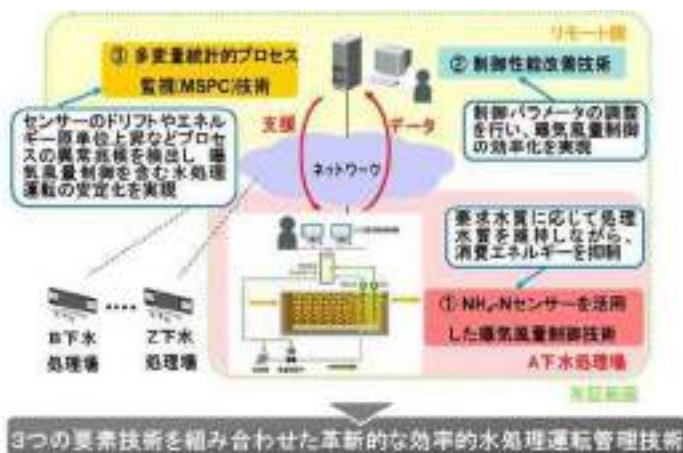 リモート側
③ 多変量統計的プロセス
監視(MSPC)技術
② 制御性能改善技術
センサーのドリフトやエネル
ギー原単位上昇などプロセ
スの異常兆候を検出し、曝
気風量制御を含む水処理
運転の安定化を実現
支援
データ
制御パラメータの調整
を行い、曝気風量制御
の効率化を実現
ネットワーク
要求水質に応じて処理
水質を維持しながら、
消費エネルギーを抑制
B下水
処理場
Z下水
処理場
① NH₄-Nセンサーを活用
した曝気風量制御技術
A下水処理場
実証範囲
3つの要素技術を組み合わせた革新的な効率的水処理運転管理技術